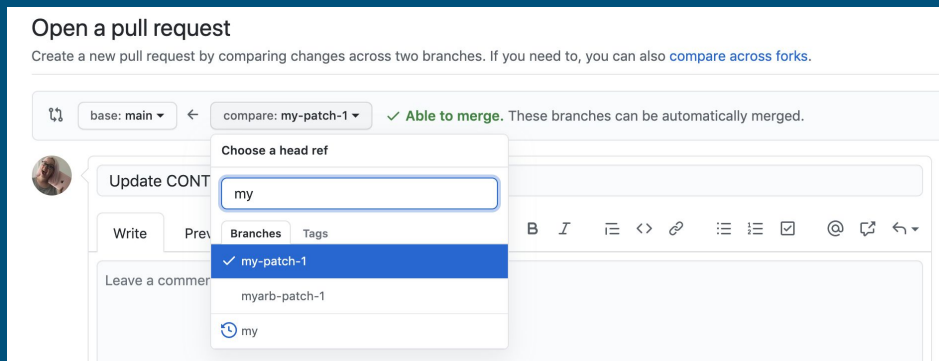 Open a pull request
Create a new pull request by comparing changes across two branches. If you need to, you can also compare across forks.
base: main
compare: my-patch-1
Able to merge. These branches can be automatically merged.
Choose a head ref
Update CONT
my
Write
Prev
Branches
Tags
B I
my-patch-1
Leave a commer
myarb-patch-1
my